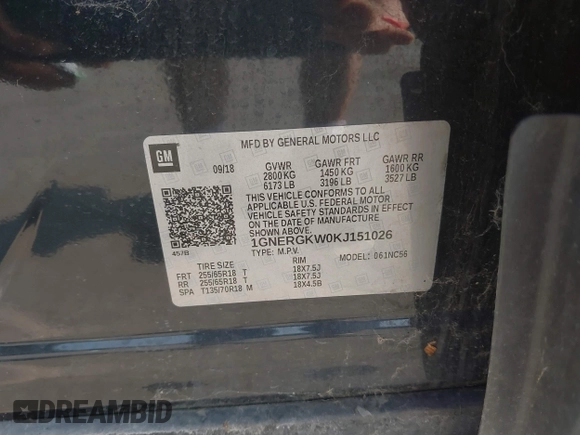 GM
MFD BY GENERAL MOTORS LLC
09/18 GVWR GAWR FRT GAWR RR
2800 KG 1450 KG 1600 KG
6173 LB 3196 LB 3527 LB
THIS VEHICLE CONFORMS TO ALL
APPLICABLE U.S. FEDERAL MOTOR
VEHICLE SAFETY STANDARDS IN
EFFECT ON THE DATE OF MANUFACTURE
SHOWN ABOVE.
1GNERGKW0KJ151026
457B TYPE: M.P.V. MODEL: 061NC56
TIRE SIZE RIM
FRT 255/65R18 T 18X7.5J
RR 255/65R18 T 18X7.5J
SPA T135/70R18 M 18X4.5B
DREAMBID